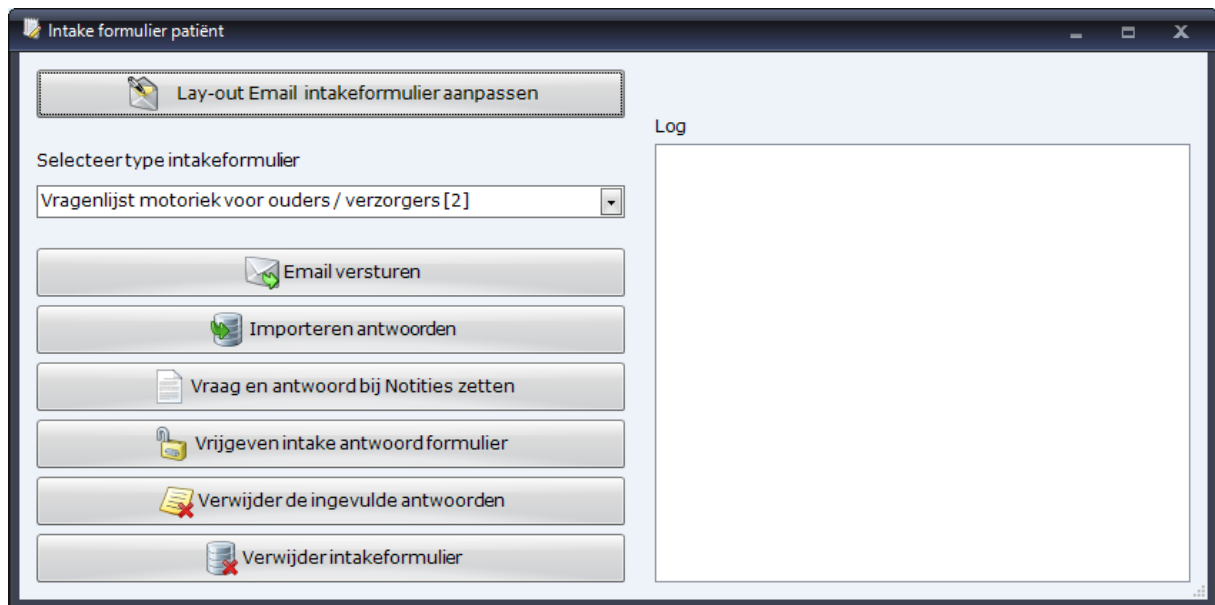 Intake formulier patiënt
Lay-out Email intakeformulier aanpassen
Selecteer type intakeformulier
Vragenlijst motoriek voor ouders / verzorgers [2]
Email versturen
Importeren antwoorden
Vraag en antwoord bij Notities zetten
Vrijgeven intake antwoord formulier
Verwijder de ingevulde antwoorden
Verwijder intakeformulier
Log